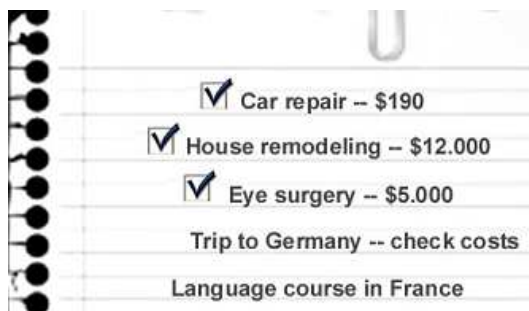 Car repair -- $190
House remodeling -- $12.000
Eye surgery -- $5.000
Trip to Germany -- check costs
Language course in France